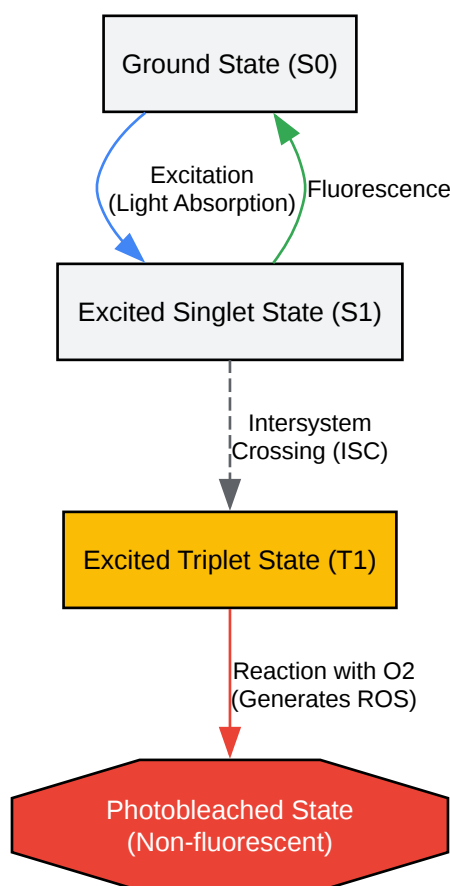 Ground State (S0)
Excitation
(Light Absorption)
Fluorescence
Excited Singlet State (S1)
Intersystem
Crossing (ISC)
Excited Triplet State (T1)
Reaction with O2
(Generates ROS)
Photobleached State
(Non-fluorescent)